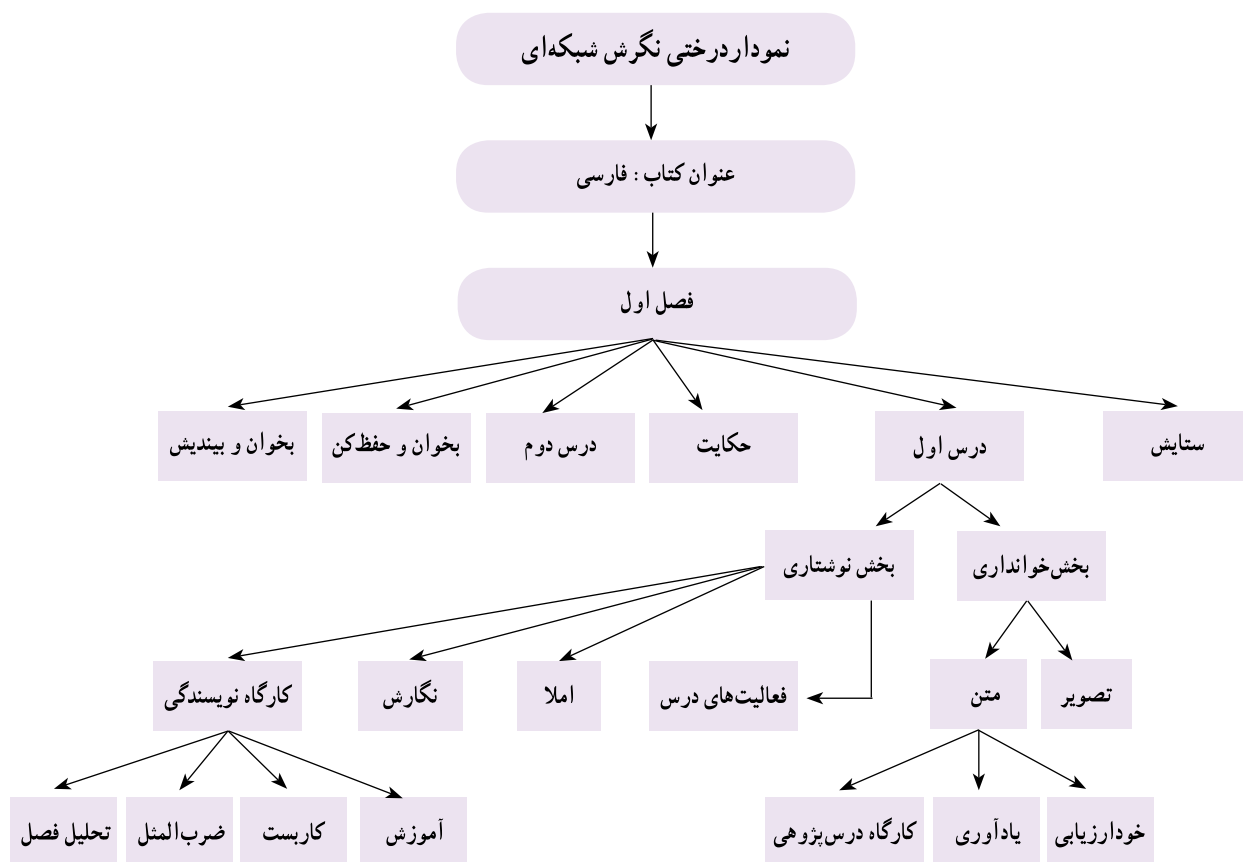 نمودار درختی نگرش شبکه‌ای
عنوان کتاب : فارسی
فصل اول
ستایش
درس اول
حکایت
درس دوم
بخوان و حفظ‌کن
بخوان و بیندیش
بخش‌خوانداری
بخش نوشتاری
تصویر
متن
فعالیت‌های درس
املا
نگارش
کارگاه نویسندگی
خودارزیابی
یادآوری
کارگاه درس‌پژوهی
آموزش
کاربست
ضرب‌المثل
تحلیل فصل